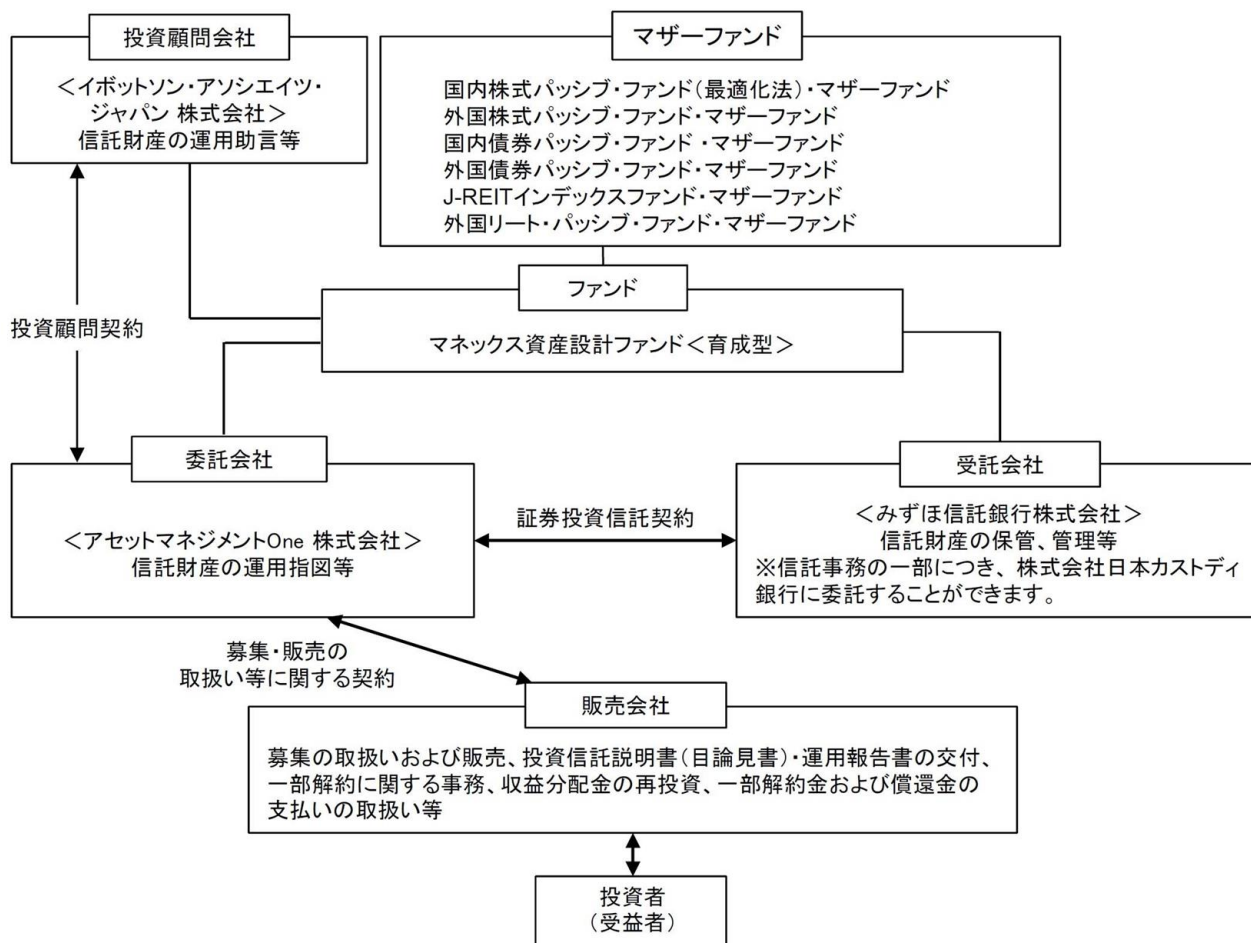 投資顧問会社
＜イボットソン・アソシエイツ・
ジャパン 株式会社＞
信託財産の運用助言等
マザーファンド
国内株式パッシブ・ファンド（最適化法）・マザーファンド
外国株式パッシブ・ファンド・マザーファンド
国内債券パッシブ・ファンド ・マザーファンド
外国債券パッシブ・ファンド・マザーファンド
J-REITインデックスファンド・マザーファンド
外国リート・パッシブ・ファンド・マザーファンド
ファンド
マネックス資産設計ファンド＜育成型＞
投資顧問契約
委託会社
＜アセットマネジメントOne 株式会社＞
信託財産の運用指図等
証券投資信託契約
受託会社
＜みずほ信託銀行株式会社＞
信託財産の保管、管理等
※信託事務の一部につき、株式会社日本カストディ
銀行に委託することができます。
募集・販売の
取扱い等に関する契約
販売会社
募集の取扱いおよび販売、投資信託説明書（目論見書）・運用報告書の交付、
一部解約に関する事務、収益分配金の再投資、一部解約金および償還金の
支払いの取扱い等
投資者
（受益者）